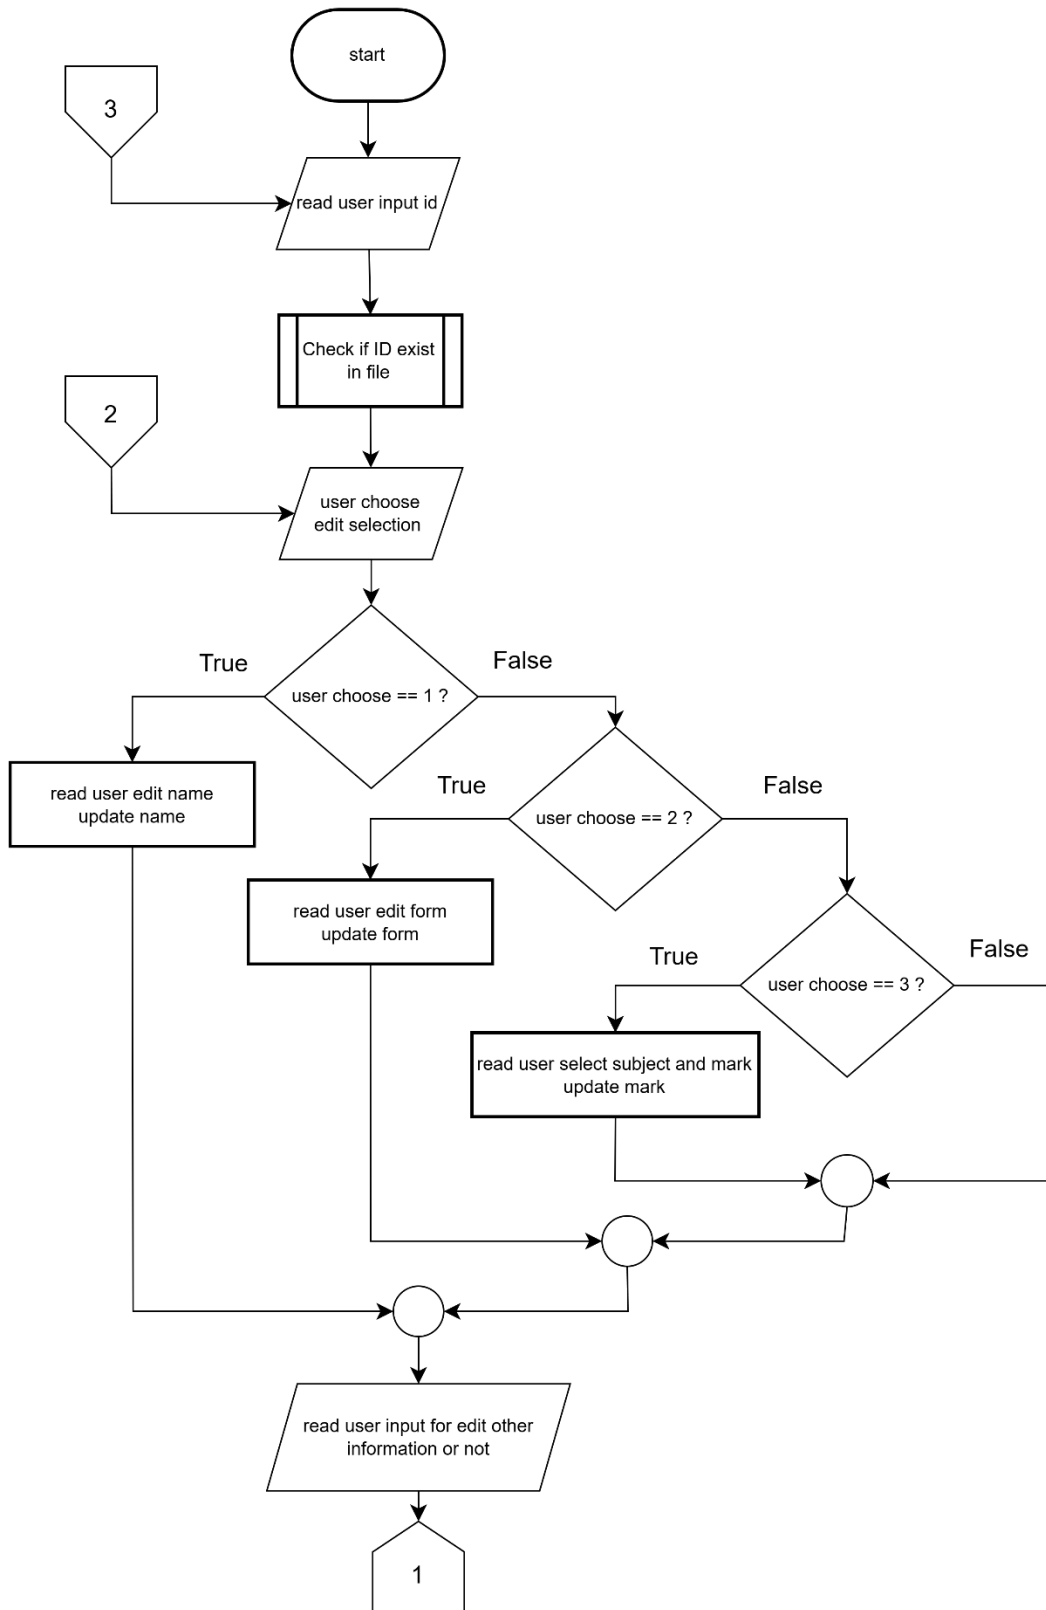 start
3
read user input id
Check if ID exist
in file
2
user choose
edit selection
True
False
user choose == 1 ?
read user edit name
update name
True
False
user choose == 2 ?
read user edit form
update form
True
False
user choose == 3 ?
read user select subject and mark
update mark
read user input for edit other
information or not
1